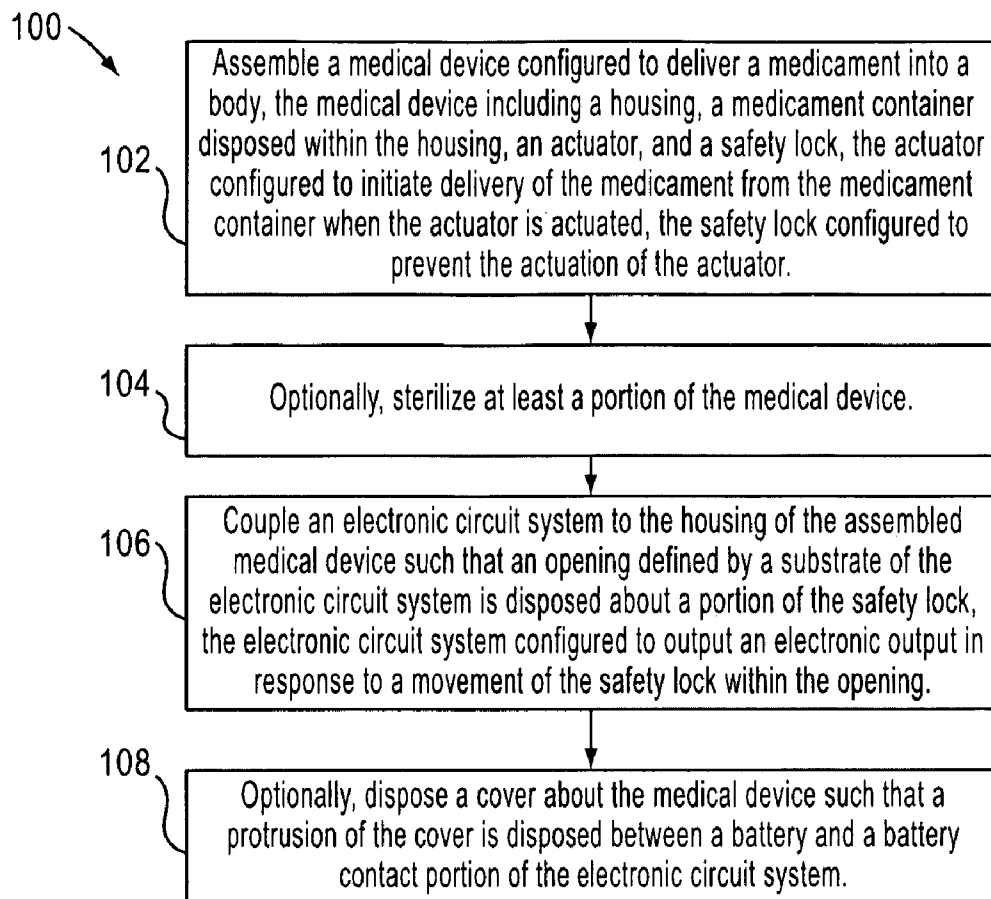 100
Assemble a medical device configured to deliver a medicament into a
body, the medical device including a housing, a medicament container
102
disposed within the housing, an actuator, and a safety lock, the actuator
configured to initiate delivery of the medicament from the medicament
container when the actuator is actuated, the safety lock configured to
prevent the actuation of the actuator.
104
Optionally, sterilize at least a portion of the medical device.
106
Couple an electronic circuit system to the housing of the assembled
medical device such that an opening defined by a substrate of the
electronic circuit system is disposed about a portion of the safety lock,
the electronic circuit system configured to output an electronic output in
response to a movement of the safety lock within the opening.
108
Optionally, dispose a cover about the medical device such that a
protrusion of the cover is disposed between a battery and a battery
contact portion of the electronic circuit system.